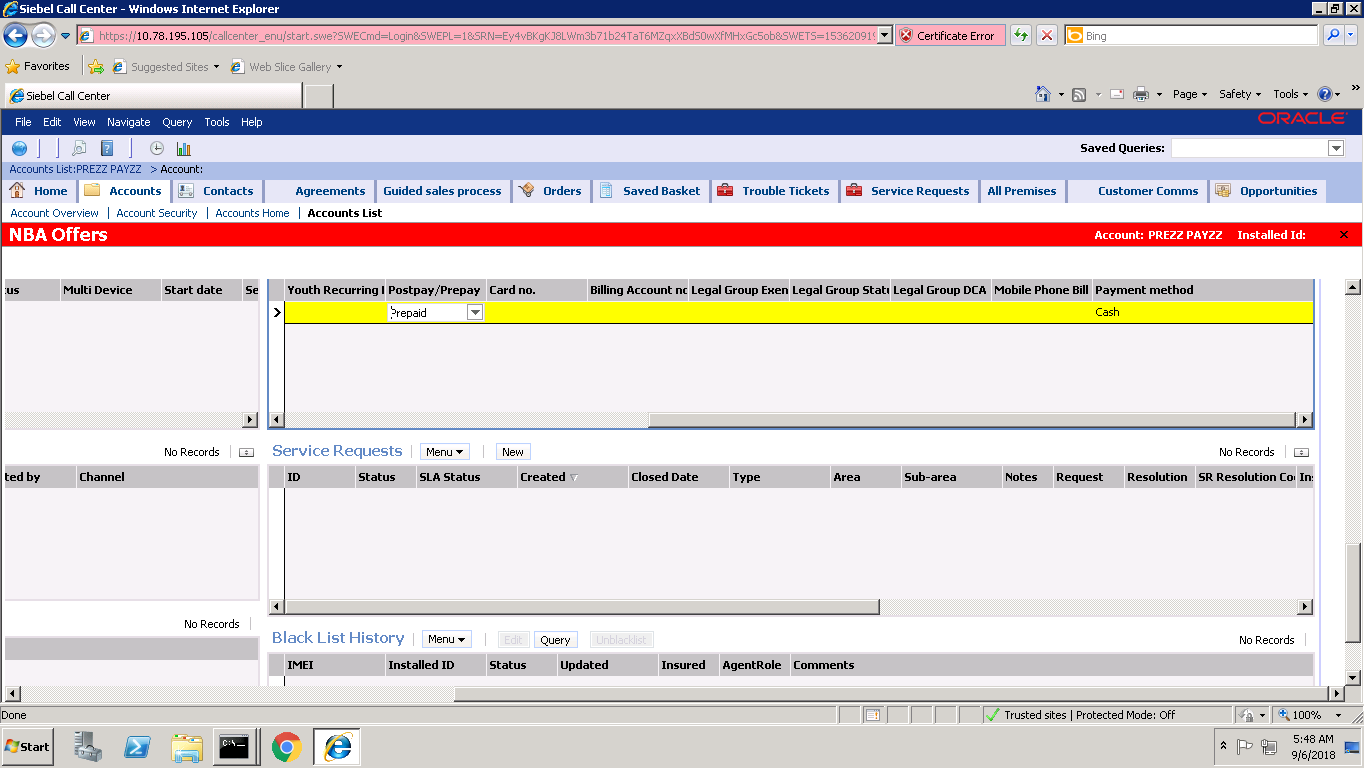 Siebel Call Center - Windows Internet Explorer
https://10.78.195.105/callcenter_enu/start.swe?SWECmd=Login&SWEPL=1&SRN=Ey4vBKgKJ8LWm3b71b24TaT6MZqxXBdS0wXfMHxGc5ob&SWETS=153620919
Certificate Error
Bing
Favorites
Suggested Sites
Web Slice Gallery
Siebel Call Center
Page
Safety
Tools
File Edit View Navigate Query Tools Help
ORACLE
Saved Queries:
Accounts List:PREZZ PAYZZ > Account:
Home Accounts Contacts Agreements Guided sales process Orders Saved Basket Trouble Tickets Service Requests All Premises Customer Comms Opportunities
Account Overview | Account Security | Accounts Home | Accounts List
NBA Offers
Account: PREZZ PAYZZ Installed Id:
Multi Device Start date Se
Youth Recurring Postpay/Prepay Card no. Billing Account no Legal Group Exen Legal Group Statu Legal Group DCA Mobile Phone Bill Payment method
Prepaid Cash
No Records
Service Requests Menu New No Records
ted by Channel
ID Status SLA Status Created Closed Date Type Area Sub-area Notes Request Resolution SR Resolution Co Ins
No Records
Black List History Menu Edit Query Unblacklist No Records
IMEI Installed ID Status Updated Insured AgentRole Comments
Done
Trusted sites | Protected Mode: Off
100%
Start
C:\.
5:48 AM
9/6/2018